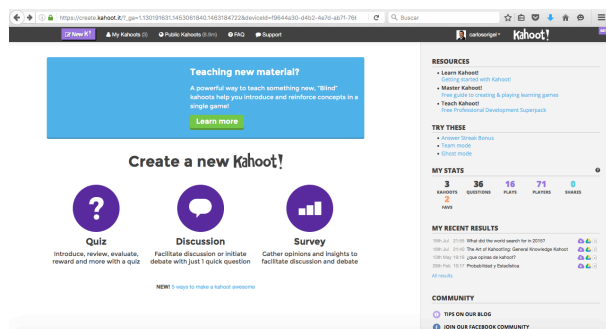 https://create.kahoot.it/?_ga=1.130191631.1453061840.1463184722&deviceId=f9644a30-d4b2-4e7d-ab7f-76f
Buscar
New K!
My Kahoots (5)
Public Kahoots (8.8m)
FAQ
Support
carlosorigel
Kahoot!
Teaching new material?
A powerful way to teach something new, "Blind"
kahoots help you introduce and reinforce concepts in a
single game!
Learn more
Create a new Kahoot!
Quiz
Introduce, review, evaluate,
reward and more with a quiz
Discussion
Facilitate discussion or initiate
debate with just 1 quick question
Survey
Gather opinions and insights to
facilitate discussion and debate
NEW! 5 ways to make a kahoot awesome
RESOURCES
Learn Kahoot!
Getting started with Kahoot!
Master Kahoot!
Free guide to creating & playing learning games
Teach Kahoot!
Free Professional Development Superpack
TRY THESE
Answer Streak Bonus
Team mode
Ghost mode
MY STATS
3 36 16 71 0
KAHOOTS QUESTIONS PLAYS PLAYERS SHARES
2
FAVS
MY RECENT RESULTS
What did the world search for in 2015?
The Art of Kahooting: General Knowledge Kahoot
¿que opinas de kahoot?
Probabilidad y Estadística
All results
COMMUNITY
TIPS ON OUR BLOG
JOIN OUR FACEBOOK COMMUNITY